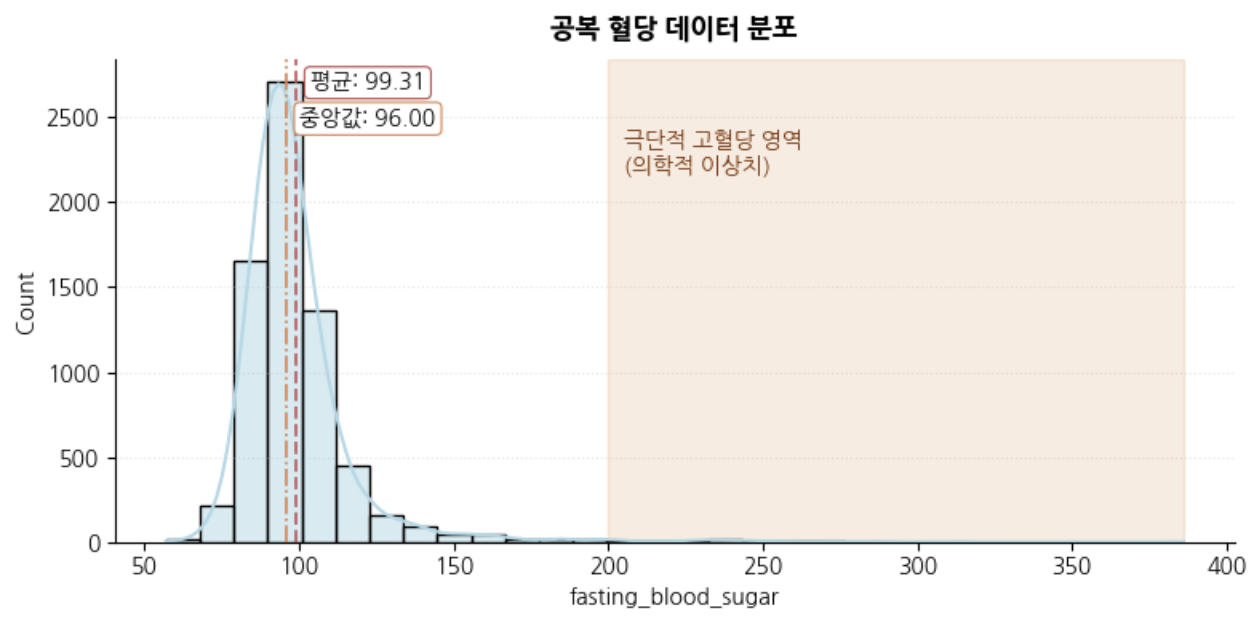 공복 혈당 데이터 분포
평균: 99.31
중앙값: 96.00
극단적 고혈당 영역
(의학적 이상치)
Count
2500
2000
1500
1000
500
0
50 100 150 200 250 300 350 400
fasting_blood_sugar